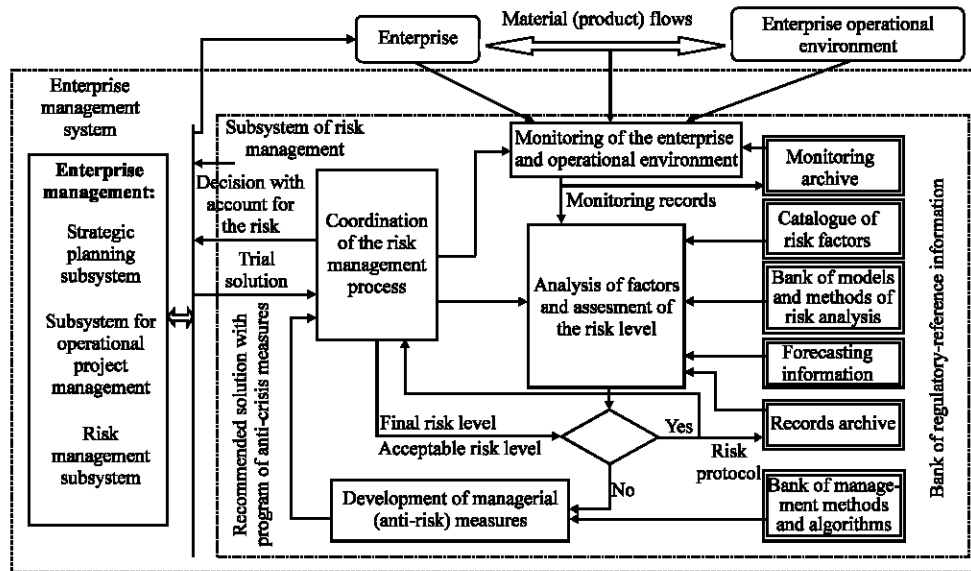 Material (product) flows
Enterprise
Enterprise operational
environment
Enterprise
management
system
Subsystem of risk
management
Monitoring of the enterprise
and operational environment
Monitoring
archive
Enterprise
management:
Strategic
planning
subsystem
Subsystem for
operational
project
management
Risk
management
subsystem
Decision with
account for
the risk
Trial
solution
Coordination
of the risk
management
process
Monitoring records
Catalogue of
risk factors
Analysis of factors
and assesment of
the risk level
Bank of models
and methods of
risk analysis
Forecasting
information
Records archive
Bank of manage-
ment methods
and algorithms
Bank of regulatory-reference information
Recommended solution with
program of anti-crisis measures
Final risk level
Acceptable risk level
Yes
Risk
protocol
No
Development of managerial
(anti-risk) measures